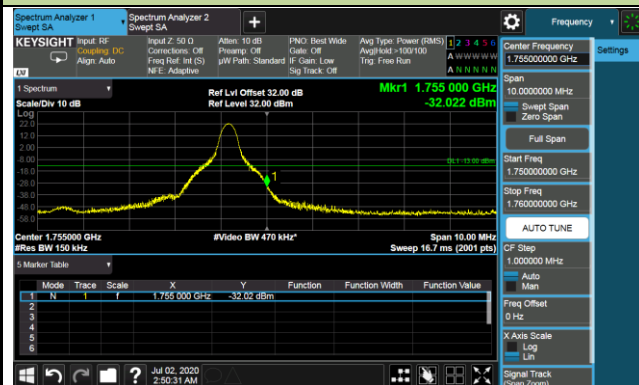 Spectrum Analyzer 1
Swept SA
Spectrum Analyzer 2
Swept SA
Frequency
KEYSIGHT
Input: RF
Coupling: DC
Align: Auto
Input Z: 50 Ω
Corrections: Off
Freq Ref: Int (S)
NFE: Adaptive
Atten: 10 dB
Preamp: Off
µW Path: Standard
PNO: Best Wide
Gate: Off
IF Gain: Low
Sig Track: Off
Avg Type: Power (RMS)
Avg|Hold:>100/100
Trig: Free Run
1 2 3 4 5 6
A W W W W W
A N N N N N
LXI
1 Spectrum
Scale/Div 10 dB
Ref Lvl Offset 32.00 dB
Ref Level 32.00 dBm
Mkr1 1.755 000 GHz
-32.022 dBm
Log
22.0
12.0
2.00
-8.00
-18.0
-28.0
-38.0
-48.0
-58.0
DL1 -13.00 dBm
1
Center 1.755000 GHz
#Res BW 150 kHz
#Video BW 470 kHz*
Span 10.00 MHz
Sweep 16.7 ms (2001 pts)
5 Marker Table
Mode Trace Scale X Y Function Function Width Function Value
1 N 1 f 1.755 000 GHz -32.02 dBm
2
3
4
5
6
Jul 02, 2020
2:50:31 AM
Center Frequency
1.755000000 GHz
Span
10.0000000 MHz
Swept Span
Zero Span
Full Span
Start Freq
1.750000000 GHz
Stop Freq
1.760000000 GHz
AUTO TUNE
CF Step
1.000000 MHz
Auto
Man
Freq Offset
0 Hz
X Axis Scale
Log
Lin
Signal Track
(Span Zoom)
Settings